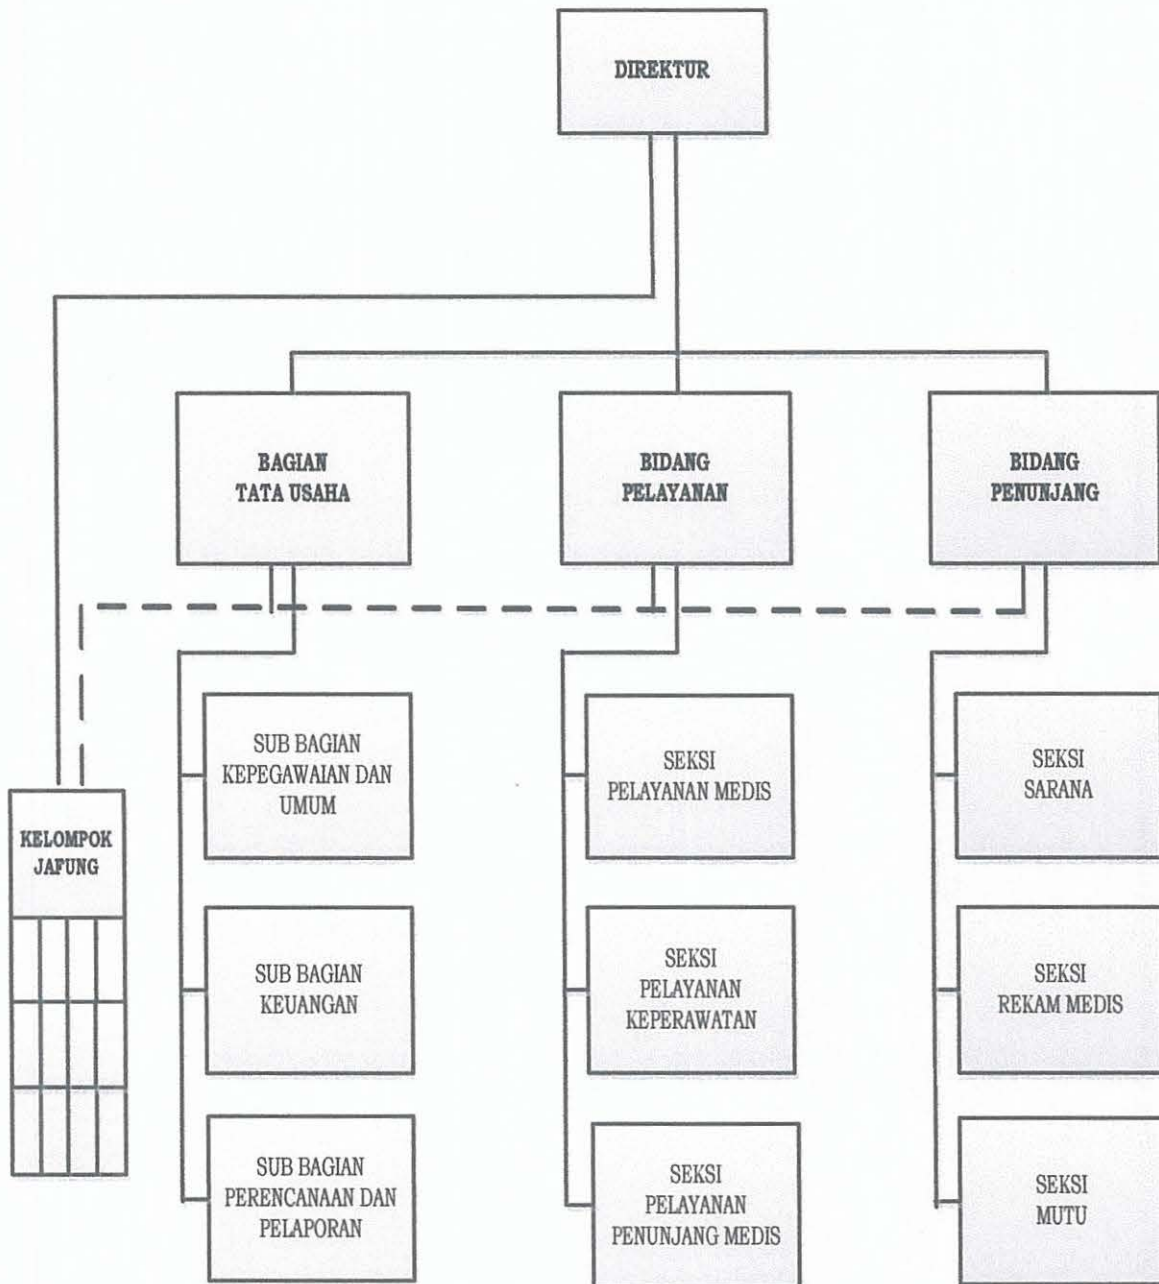 DIREKTUR
BAGIAN
TATA USAHA
BIDANG
PELAYANAN
BIDANG
PENUNJANG
KELOMPOK
JAFUNG
SUB BAGIAN
KEPEGAWAIAN DAN
UMUM
SUB BAGIAN
KEUANGAN
SUB BAGIAN
PERENCANAAN DAN
PELAPORAN
SEKSI
PELAYANAN MEDIS
SEKSI
PELAYANAN
KEPERAWATAN
SEKSI
PELAYANAN
PENUNJANG MEDIS
SEKSI
SARANA
SEKSI
REKAM MEDIS
SEKSI
MUTU